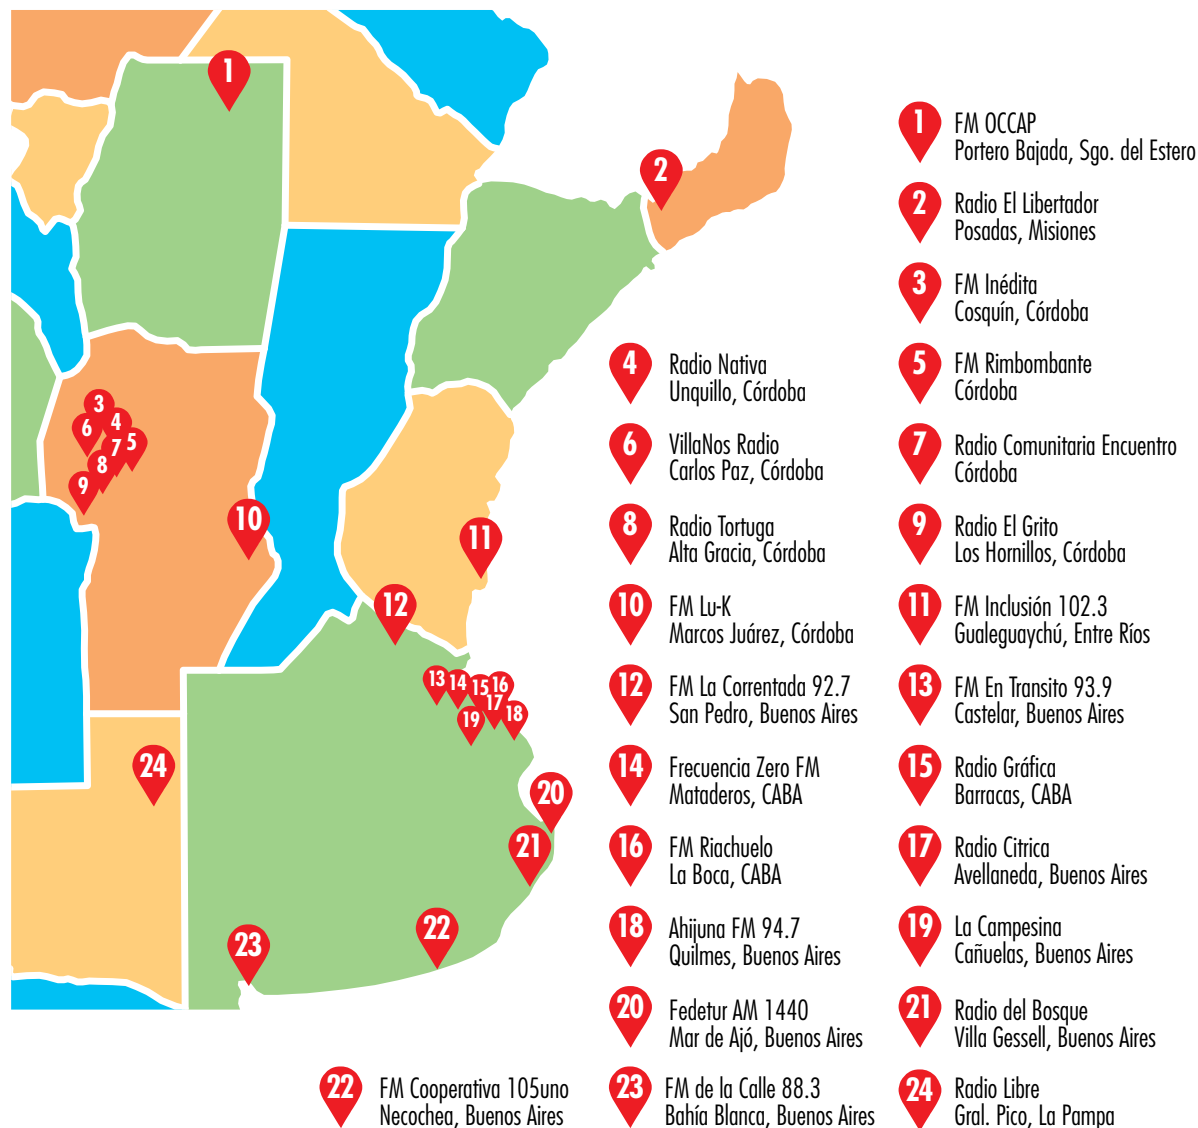 1
2
3
4
6
7
5
8
9
10
11
12
13
14
15
16
17
18
19
24
20
21
22
23
1
FM OCCAP
Portero Bajada, Sgo. del Estero
2
Radio El Libertador
Posadas, Misiones
3
FM Inédita
Cosquín, Córdoba
4
Radio Nativa
Unquillo, Córdoba
5
FM Rimbombante
Córdoba
6
VillaNos Radio
Carlos Paz, Córdoba
7
Radio Comunitaria Encuentro
Córdoba
8
Radio Tortuga
Alta Gracia, Córdoba
9
Radio El Grito
Los Hornillos, Córdoba
10
FM Lu-K
Marcos Juárez, Córdoba
11
FM Inclusión 102.3
Gualeguaychú, Entre Ríos
12
FM La Correntada 92.7
San Pedro, Buenos Aires
13
FM En Transito 93.9
Castelar, Buenos Aires
14
Frecuencia Zero FM
Mataderos, CABA
15
Radio Gráfica
Barracas, CABA
16
FM Riachuelo
La Boca, CABA
17
Radio Citrica
Avellaneda, Buenos Aires
18
Ahijuna FM 94.7
Quilmes, Buenos Aires
19
La Campesina
Cañuelas, Buenos Aires
20
Fedetur AM 1440
Mar de Ajó, Buenos Aires
21
Radio del Bosque
Villa Gessell, Buenos Aires
22
FM Cooperativa 105uno
Necochea, Buenos Aires
23
FM de la Calle 88.3
Bahía Blanca, Buenos Aires
24
Radio Libre
Gral. Pico, La Pampa